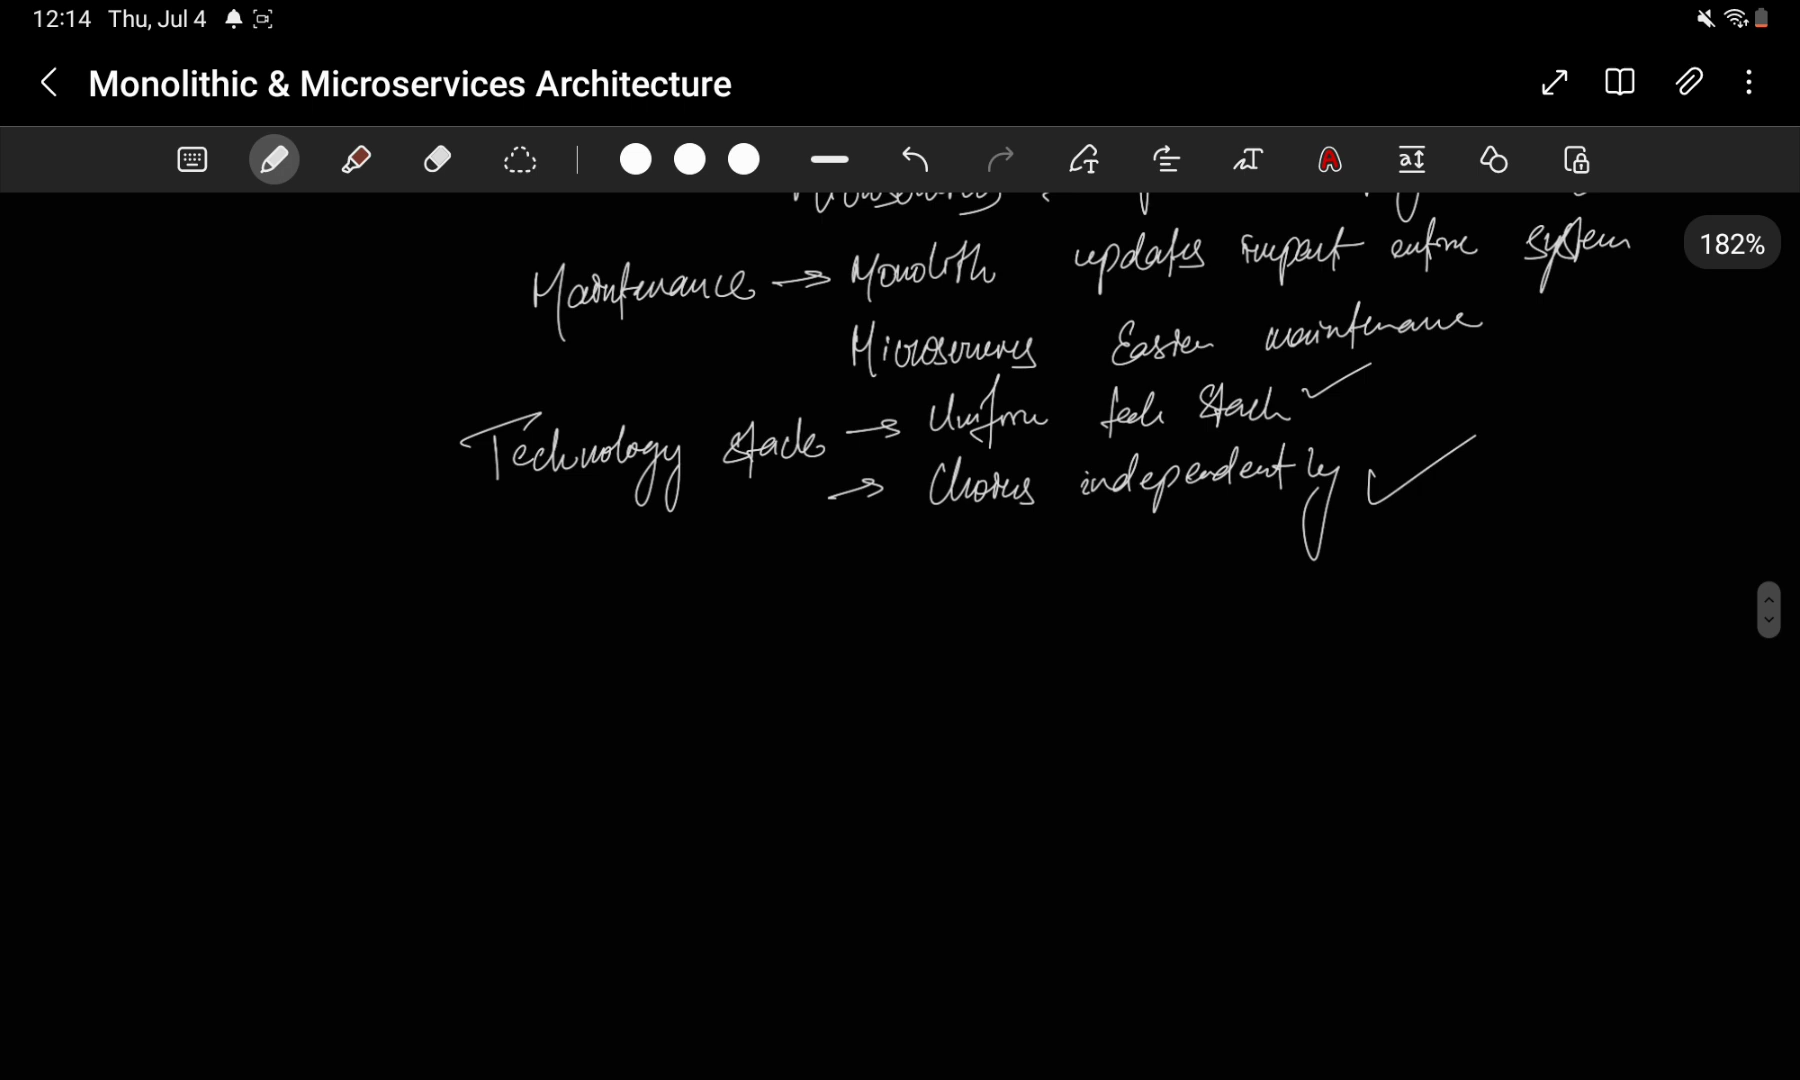 12:14 Thu, Jul 4
Monolithic & Microservices Architecture
182%
Maintenance → Monolith updates impact entire system
Microservices Easier maintenance
Technology stack → Uniform tech stack ✓
→ Choose independently ✓